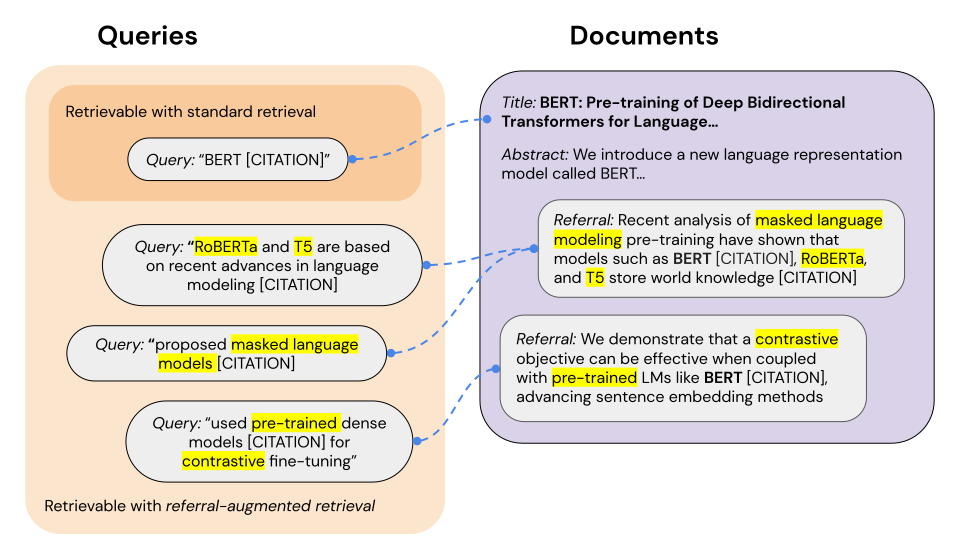 Queries
Retrievable with standard retrieval
Query: “BERT [CITATION]”
Query: “RoBERTa and T5 are based
on recent advances in language
modeling [CITATION]
Query: “proposed masked language
models [CITATION]
Query: “used pre-trained dense
models [CITATION] for
contrastive fine-tuning”
Retrievable with referral-augmented retrieval
Documents
Title: BERT: Pre-training of Deep Bidirectional
Transformers for Language...
Abstract: We introduce a new language representation
model called BERT...
Referral: Recent analysis of masked language
modeling pre-training have shown that
models such as BERT [CITATION], RoBERTa,
and T5 store world knowledge [CITATION]
Referral: We demonstrate that a contrastive
objective can be effective when coupled
with pre-trained LMs like BERT [CITATION],
advancing sentence embedding methods